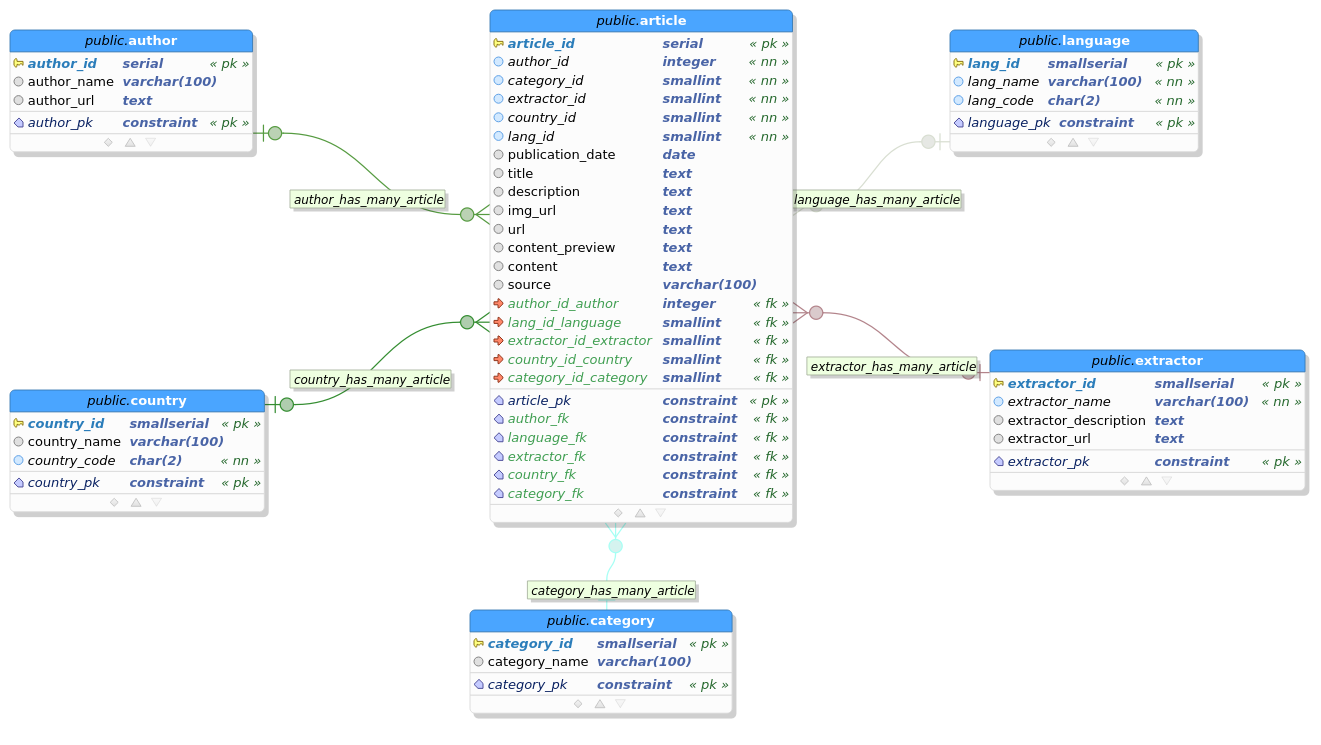 public.author
author_id serial « pk »
author_name varchar(100)
author_url text
author_pk constraint « pk »
public.article
article_id serial « pk »
author_id integer « nn »
category_id smallint « nn »
extractor_id smallint « nn »
country_id smallint « nn »
lang_id smallint « nn »
publication_date date
title text
description text
img_url text
url text
content_preview text
content text
source varchar(100)
author_id_author integer « fk »
lang_id_language smallint « fk »
extractor_id_extractor smallint « fk »
country_id_country smallint « fk »
category_id_category smallint « fk »
article_pk constraint « pk »
author_fk constraint « fk »
language_fk constraint « fk »
extractor_fk constraint « fk »
country_fk constraint « fk »
category_fk constraint « fk »
public.language
lang_id smallserial « pk »
lang_name varchar(100) « nn »
lang_code char(2) « nn »
language_pk constraint « pk »
author_has_many_article
language_has_many_article
country_has_many_article
extractor_has_many_article
public.country
country_id smallserial « pk »
country_name varchar(100)
country_code char(2) « nn »
country_pk constraint « pk »
public.extractor
extractor_id smallserial « pk »
extractor_name varchar(100) « nn »
extractor_description text
extractor_url text
extractor_pk constraint « pk »
category_has_many_article
public.category
category_id smallserial « pk »
category_name varchar(100)
category_pk constraint « pk »